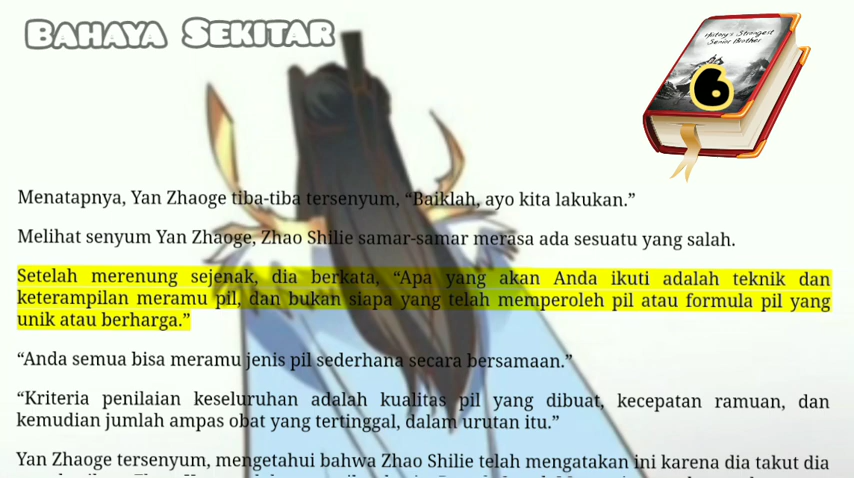 BAHAYA SEKITAR
History's Strongest
Senior Brother
6
Menatapnya, Yan Zhaoge tiba-tiba tersenyum, “Baiklah, ayo kita lakukan.”
Melihat senyum Yan Zhaoge, Zhao Shilie samar-samar merasa ada sesuatu yang salah.
Setelah merenung sejenak, dia berkata, “Apa yang akan Anda ikuti adalah teknik dan
keterampilan meramu pil, dan bukan siapa yang telah memperoleh pil atau formula pil yang
unik atau berharga.”
“Anda semua bisa meramu jenis pil sederhana secara bersamaan.”
“Kriteria penilaian keseluruhan adalah kualitas pil yang dibuat, kecepatan ramuan, dan
kemudian jumlah ampas obat yang tertinggal, dalam urutan itu.”
Yan Zhaoge tersenyum, mengetahui bahwa Zhao Shilie telah mengatakan ini karena dia takut dia